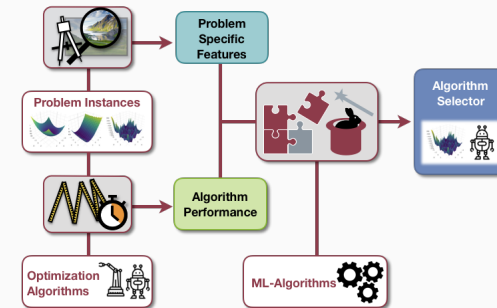 Problem
Specific
Features
Problem Instances
Algorithm
Selector
Algorithm
Performance
Optimization
Algorithms
ML-Algorithms